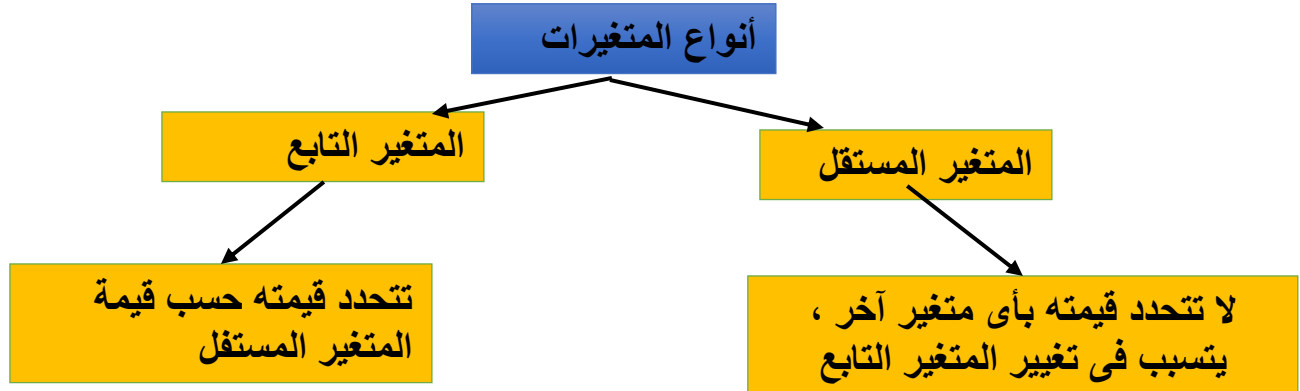 أنواع المتغيرات
المتغير المستقل
المتغير التابع
لا تتحدد قيمته بأى متغير آخر ،
يتسبب فى تغيير المتغير التابع
تتحدد قيمته حسب قيمة
المتغير المستفل